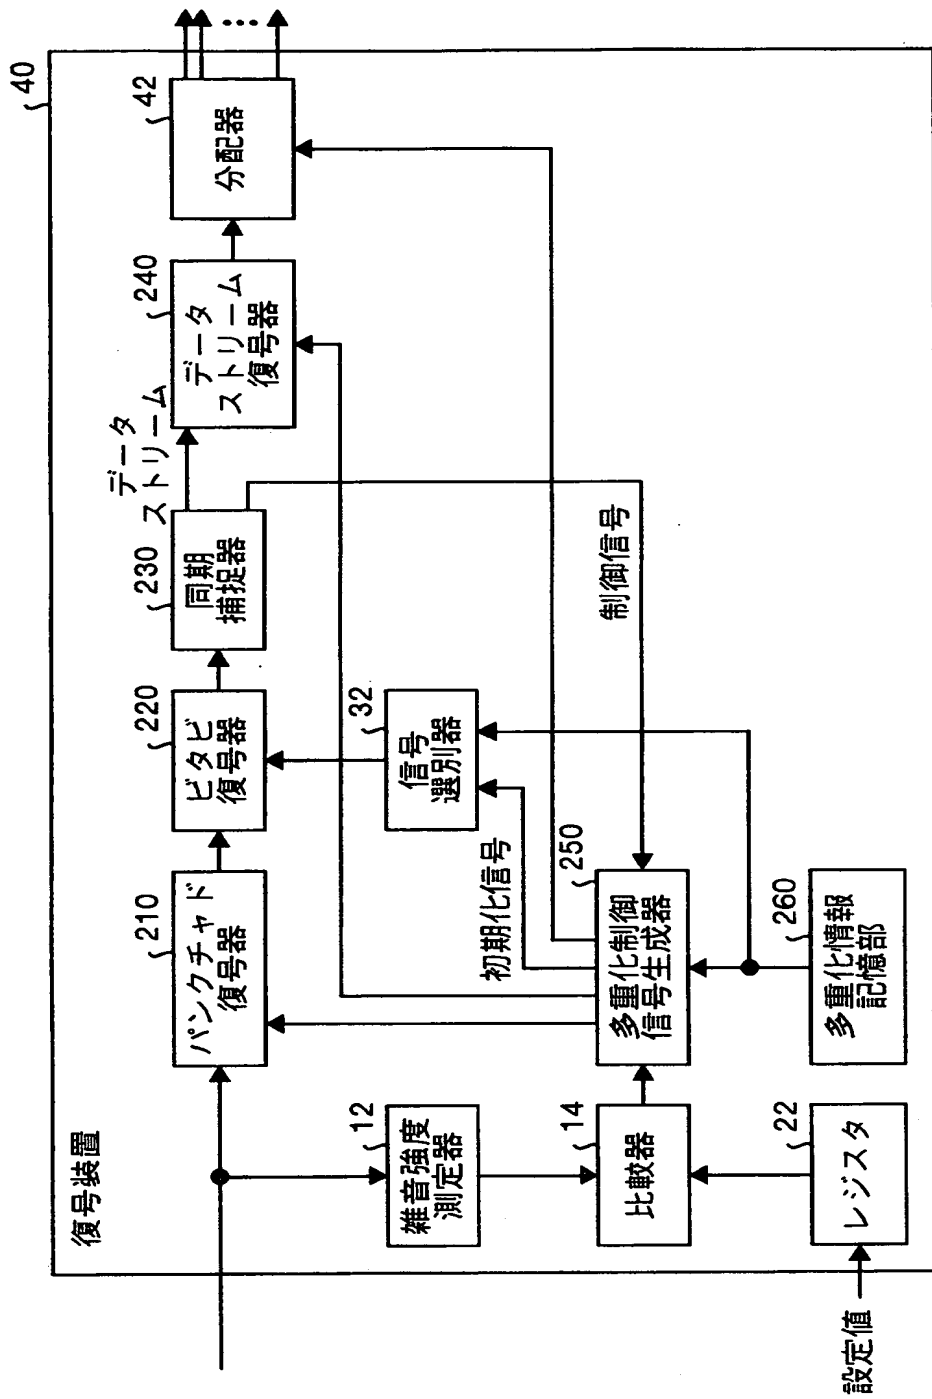 40
復号装置
210
パンクチャド
復号器
220
ビタビ
復号器
230
同期
捕捉器
データ
ストリーム
240
データ
ストリーム
復号器
42
分配器
12
雑音強度
測定器
32
信号
選別器
初期化信号
制御信号
14
比較器
250
多重化制御
信号生成器
22
レジスタ
260
多重化情報
記憶部
設定値